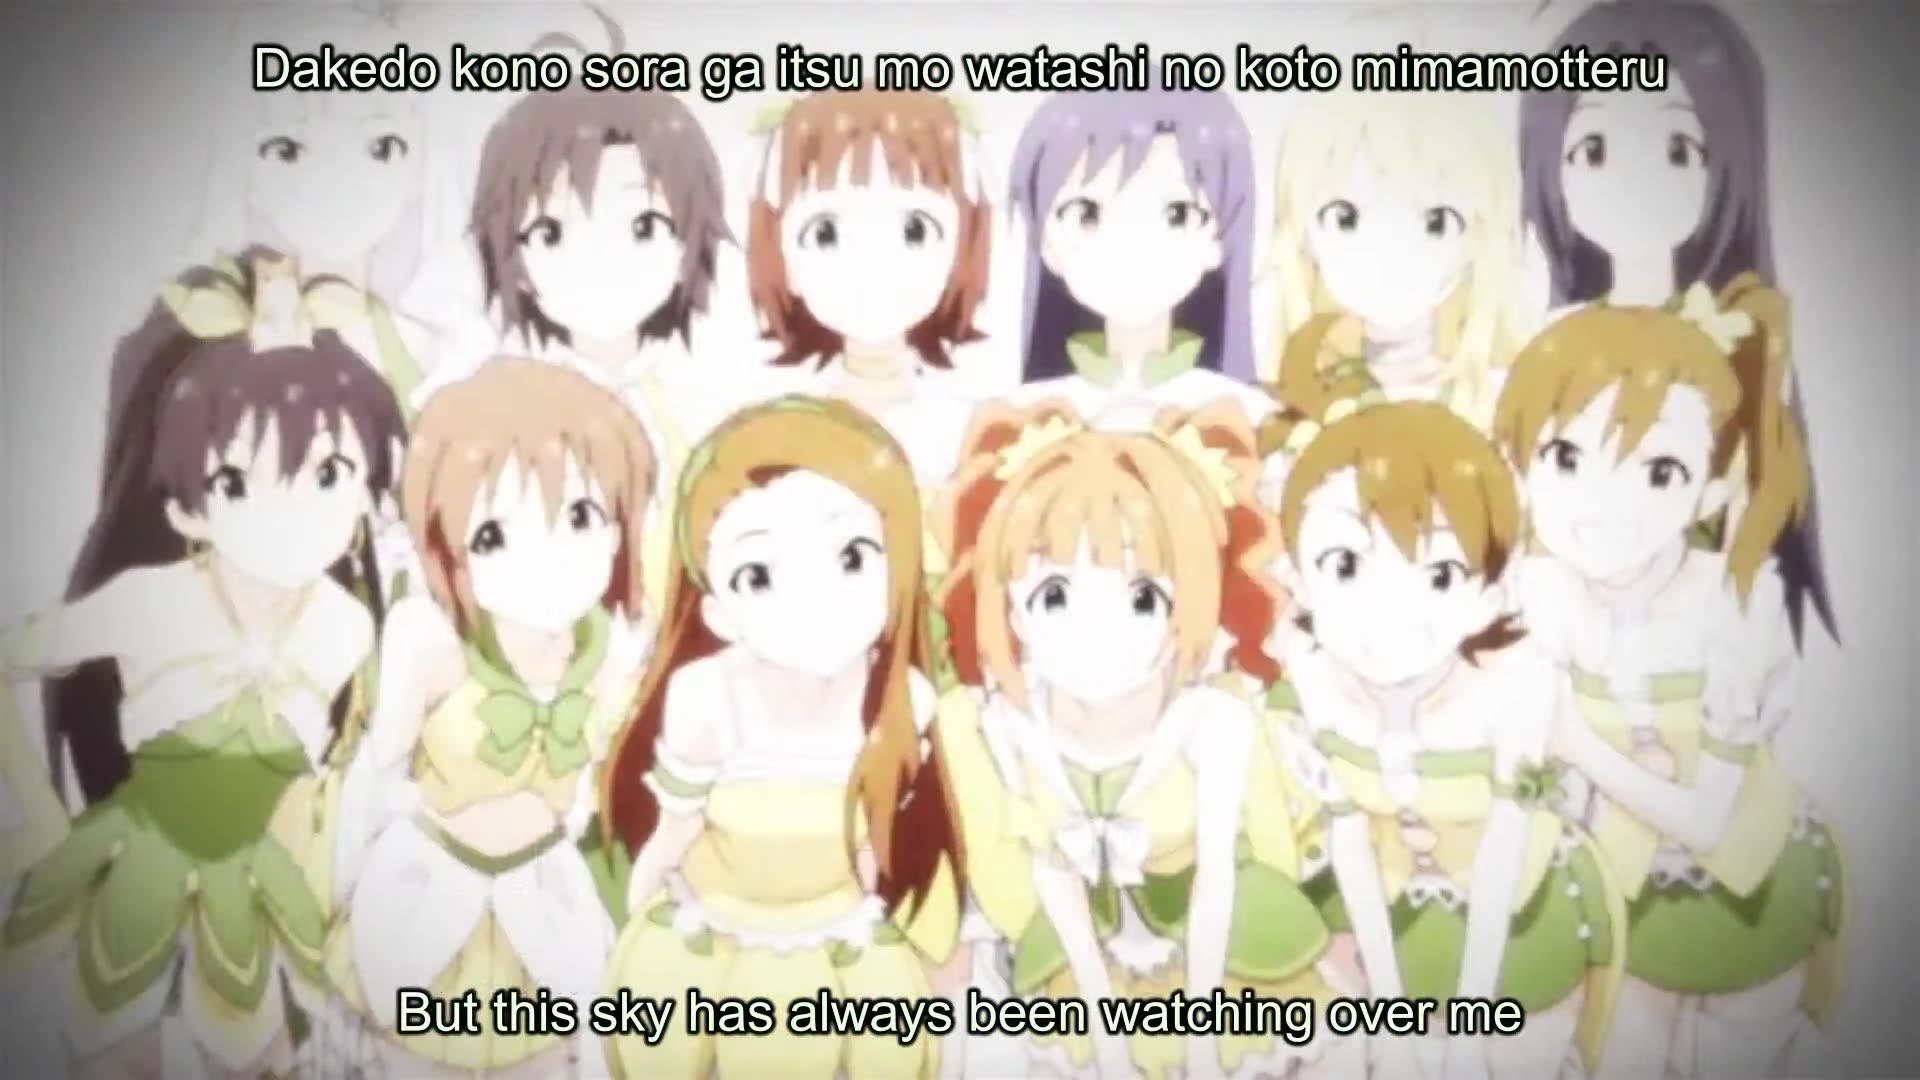 Dakedo kono sora ga itsu mo watashi no koto mimamotteru
But this sky has always been watching over me